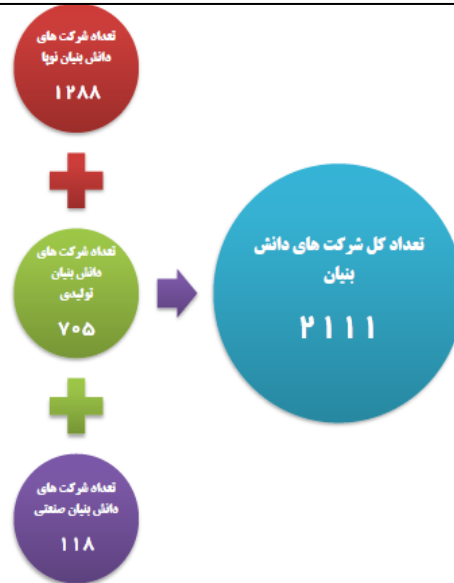 تعداد شرکت های
دانش بنیان نوپا
۱۲۸۸
تعداد شرکت های
دانش بنیان
تولیدی
۷۰۵
تعداد شرکت های
دانش بنیان صنعتی
۱۱۸
تعداد کل شرکت های دانش
بنیان
۲۱۱۱